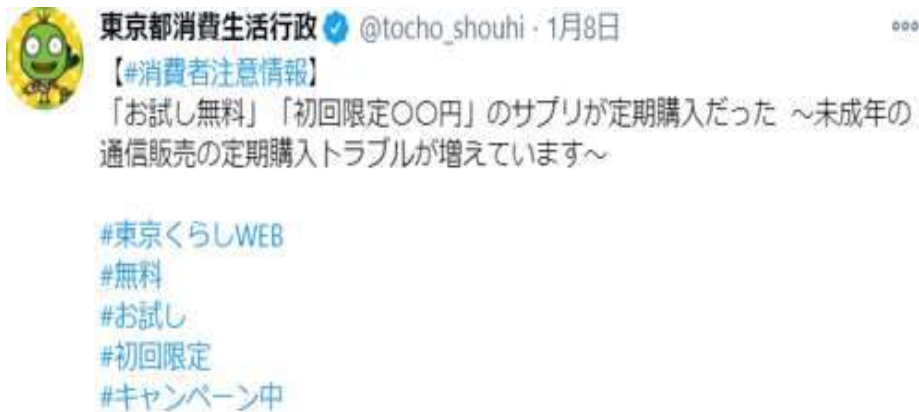 東京都消費生活行政 @tocho_shouhi · 1月8日
【#消費者注意情報】
「お試し無料」「初回限定〇〇円」のサプリが定期購入だった ～未成年の
通信販売の定期購入トラブルが増えています～
#東京くらしWEB
#無料
#お試し
#初回限定
#キャンペーン中